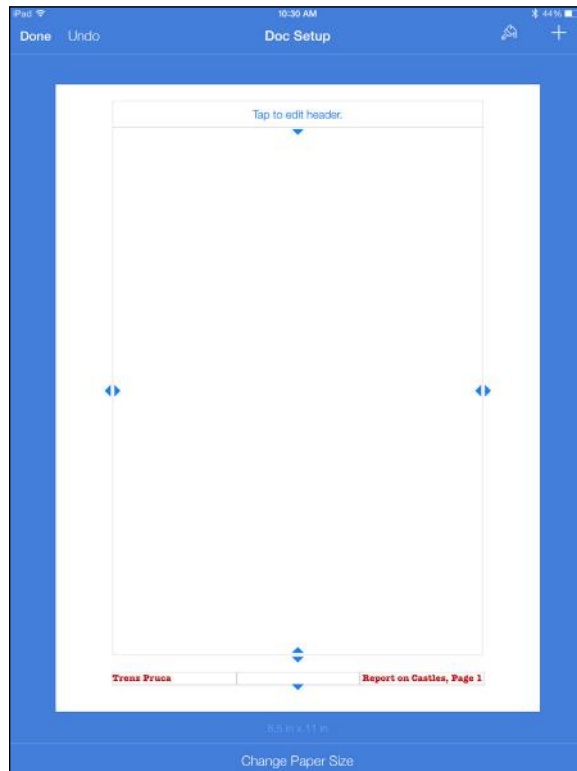 iPad 10:30 AM 44%
Done Undo Doc Setup
Tap to edit header.
Trenz Pruca Report on Castles, Page 1
8.5 in x 11 in
Change Paper Size